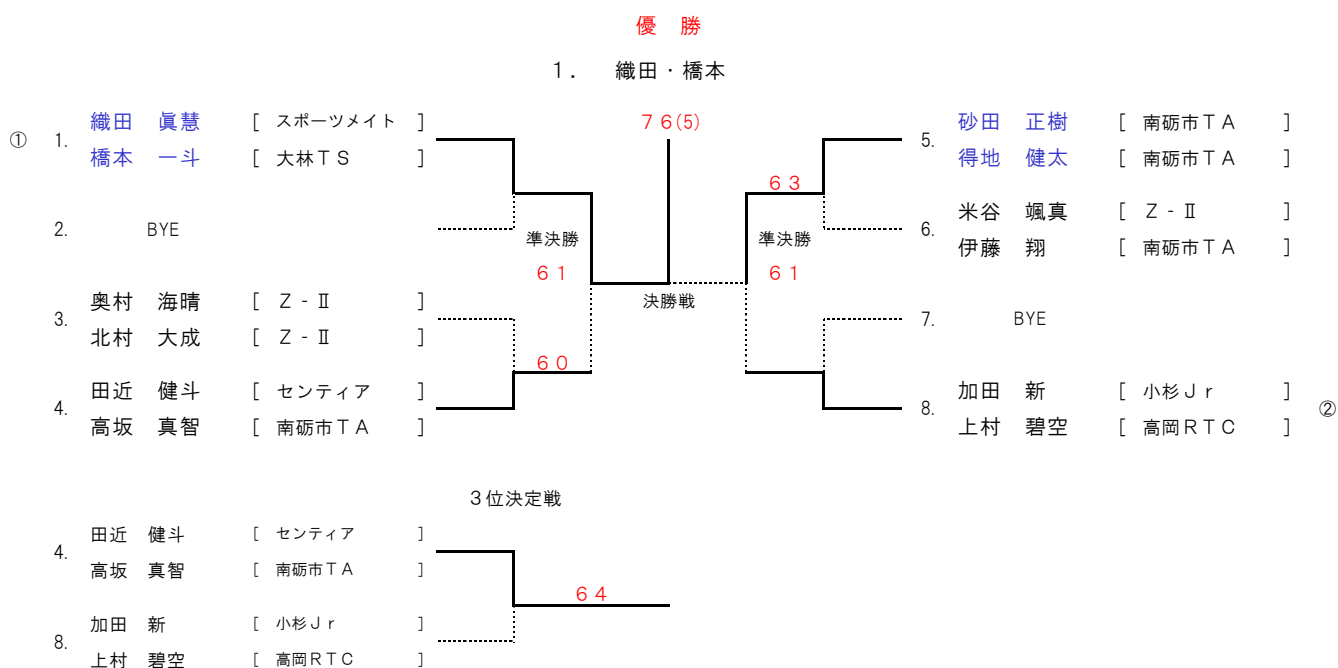 優　勝
１．　織田・橋本
① 1. 織田　眞慧 [ スポーツメイト ]
橋本　一斗 [ 大林ＴＳ ]
2. BYE
3. 奥村　海晴 [ Ｚ-Ⅱ ]
北村　大成 [ Ｚ-Ⅱ ]
4. 田近　健斗 [ センティア ]
高坂　真智 [ 南砺市ＴＡ ]
準決勝
６１
６０
７６(5)
決勝戦
６３
準決勝
６１
5. 砂田　正樹 [ 南砺市ＴＡ ]
得地　健太 [ 南砺市ＴＡ ]
6. 米谷　颯真 [ Ｚ-Ⅱ ]
伊藤　翔 [ 南砺市ＴＡ ]
7. BYE
8. 加田　新 [ 小杉Ｊｒ ] ②
上村　碧空 [ 高岡ＲＴＣ ]
３位決定戦
4. 田近　健斗 [ センティア ]
高坂　真智 [ 南砺市ＴＡ ]
６４
8. 加田　新 [ 小杉Ｊｒ ]
上村　碧空 [ 高岡ＲＴＣ ]